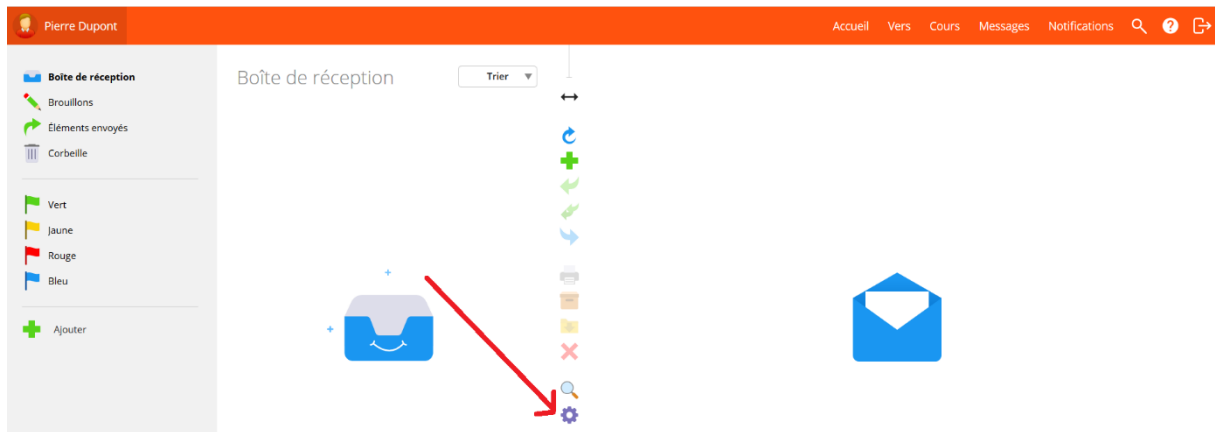 Pierre Dupont
Accueil Vers Cours Messages Notifications
Boîte de réception
Brouillons
Éléments envoyés
Corbeille
Vert
Jaune
Rouge
Bleu
Ajouter
Boîte de réception
Trier